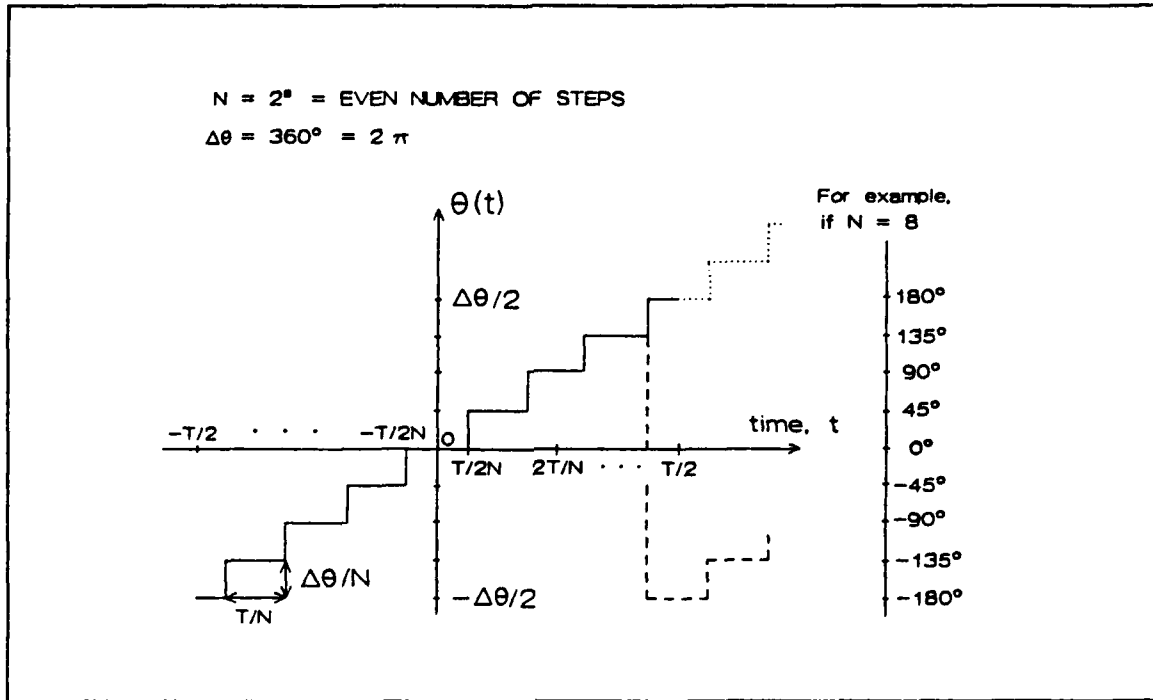 N = 2ᴮ = EVEN NUMBER OF STEPS
Δθ = 360° = 2 π
θ(t)
For example,
if N = 8
Δθ/2
180°
135°
90°
45°
time, t
-T/2 · · · -T/2N
0
0°
T/2N 2T/N · · · T/2
-45°
-90°
-135°
Δθ/N
-Δθ/2
-180°
T/N